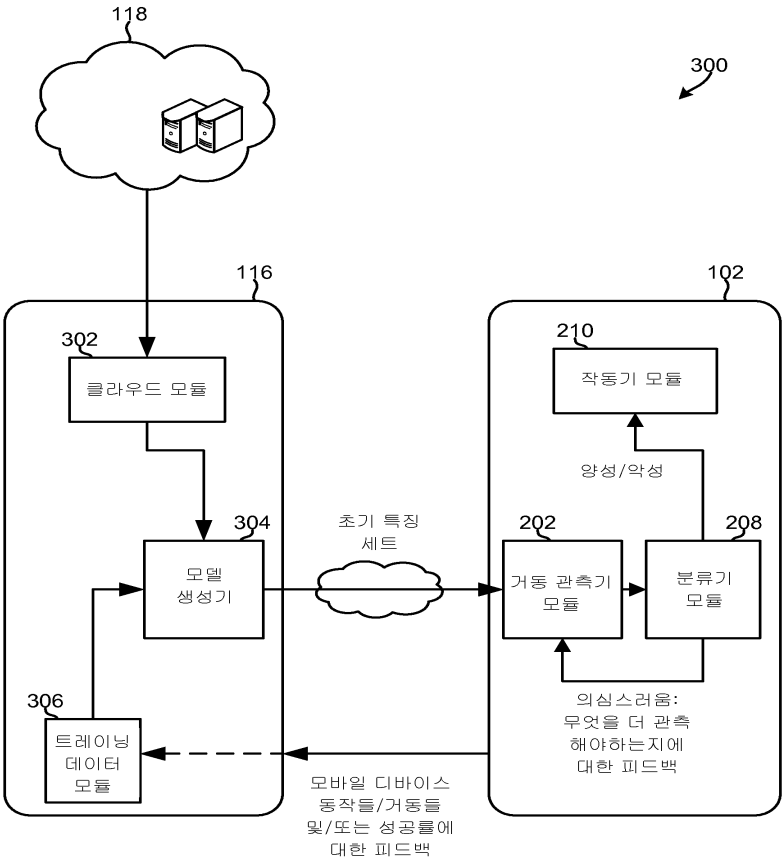 118
300
116
102
302
클라우드 모듈
210
작동기 모듈
양성/악성
304
모델
생성기
초기 특징
세트
202
거동 관측기
모듈
208
분류기
모듈
의심스러움:
무엇을 더 관측
해야하는지에
대한 피드백
306
트레이닝
데이터
모듈
모바일 디바이스
동작들/거동들
및/또는 성공률에
대한 피드백